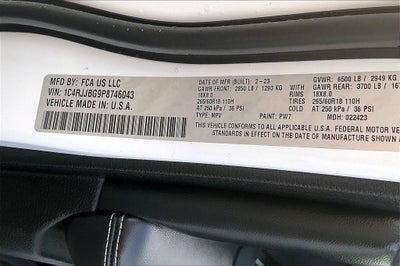 MFD BY: FCA US LLC
VIN: 1C4RJJBG9P8746043
VEHICLE MADE IN: U.S.A.
DATE OF MFR (BUILT): 2-23
GVWR: 6500 LB / 2949 KG
GAWR FRONT: 2850 LB / 1293 KG
WITH
GAWR REAR: 3700 LB /
18X8.0
RIMS
18X8.0
265/60R18 110H
TIRES
265/60R18 110H
AT 250 kPa / 36 PSI
COLD
AT 250 kPa / 36 PSI
TYPE: MPV
PAINT: PW7
MDH: 022423
THIS VEHICLE CONFORMS TO ALL APPLICABLE U.S.A. FEDERAL MOTOR
STANDARDS IN EFFECT ON THE DATE OF MANUFACTURE SHOWN